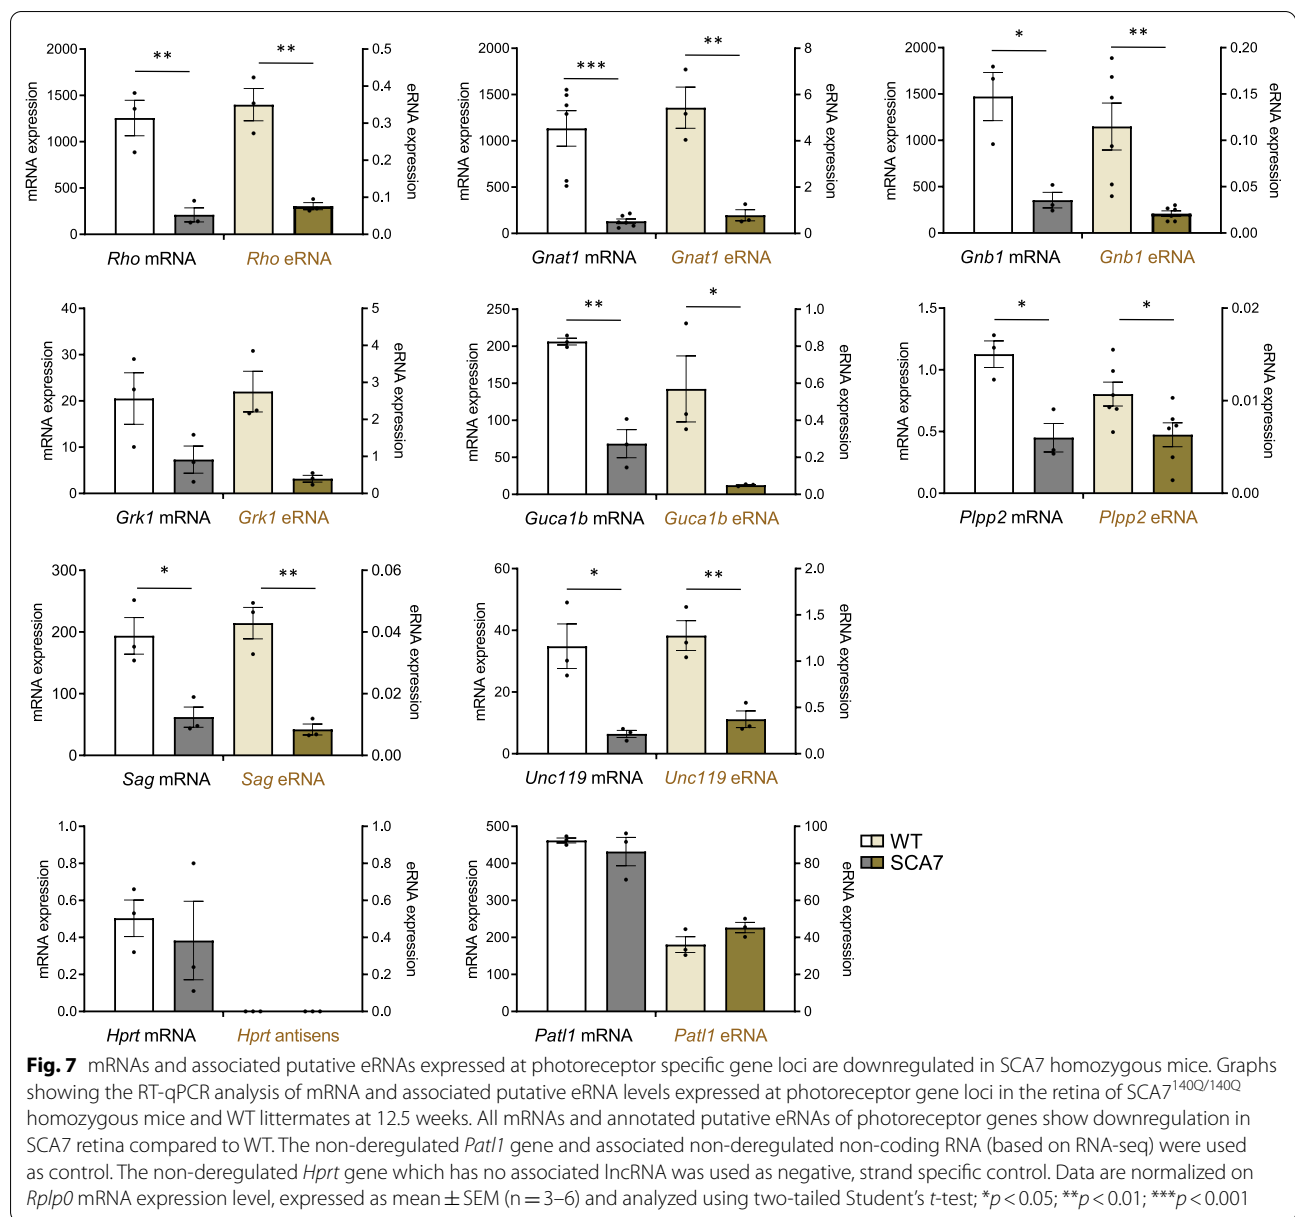 2000
1500
1000
500
0
mRNA expression
**
**
0.5
0.4
0.3
0.2
0.1
0.0
eRNA expression
Rho mRNA
Rho eRNA
2000
1500
1000
500
0
mRNA expression
***
**
8
6
4
2
0
eRNA expression
Gnat1 mRNA
Gnat1 eRNA
2000
1500
1000
500
0
mRNA expression
*
**
0.20
0.15
0.10
0.05
0.00
eRNA expression
Gnb1 mRNA
Gnb1 eRNA
40
30
20
10
0
mRNA expression
5
4
3
2
1
0
eRNA expression
Grk1 mRNA
Grk1 eRNA
250
200
150
100
50
0
mRNA expression
**
*
1.0
0.8
0.6
0.4
0.2
0.0
eRNA expression
Guca1b mRNA
Guca1b eRNA
1.5
1.0
0.5
0.0
mRNA expression
*
*
0.02
0.01
0.00
eRNA expression
Plpp2 mRNA
Plpp2 eRNA
300
200
100
0
mRNA expression
*
**
0.06
0.04
0.02
0.00
eRNA expression
Sag mRNA
Sag eRNA
60
40
20
0
mRNA expression
*
**
2.0
1.5
1.0
0.5
0.0
eRNA expression
Unc119 mRNA
Unc119 eRNA
1.0
0.8
0.6
0.4
0.2
0.0
mRNA expression
1.0
0.8
0.6
0.4
0.2
0.0
eRNA expression
Hprt mRNA
Hprt antisens
500
400
300
200
100
0
mRNA expression
100
80
60
40
20
0
eRNA expression
Patl1 mRNA
Patl1 eRNA
WT
SCA7
Fig. 7 mRNAs and associated putative eRNAs expressed at photoreceptor specific gene loci are downregulated in SCA7 homozygous mice. Graphs
showing the RT-qPCR analysis of mRNA and associated putative eRNA levels expressed at photoreceptor gene loci in the retina of SCA7^140Q/140Q
homozygous mice and WT littermates at 12.5 weeks. All mRNAs and annotated putative eRNAs of photoreceptor genes show downregulation in
SCA7 retina compared to WT. The non-deregulated Patl1 gene and associated non-deregulated non-coding RNA (based on RNA-seq) were used
as control. The non-deregulated Hprt gene which has no associated lncRNA was used as negative, strand specific control. Data are normalized on
Rplp0 mRNA expression level, expressed as mean ± SEM (n = 3–6) and analyzed using two-tailed Student's t-test; *p < 0.05; **p < 0.01; ***p < 0.001